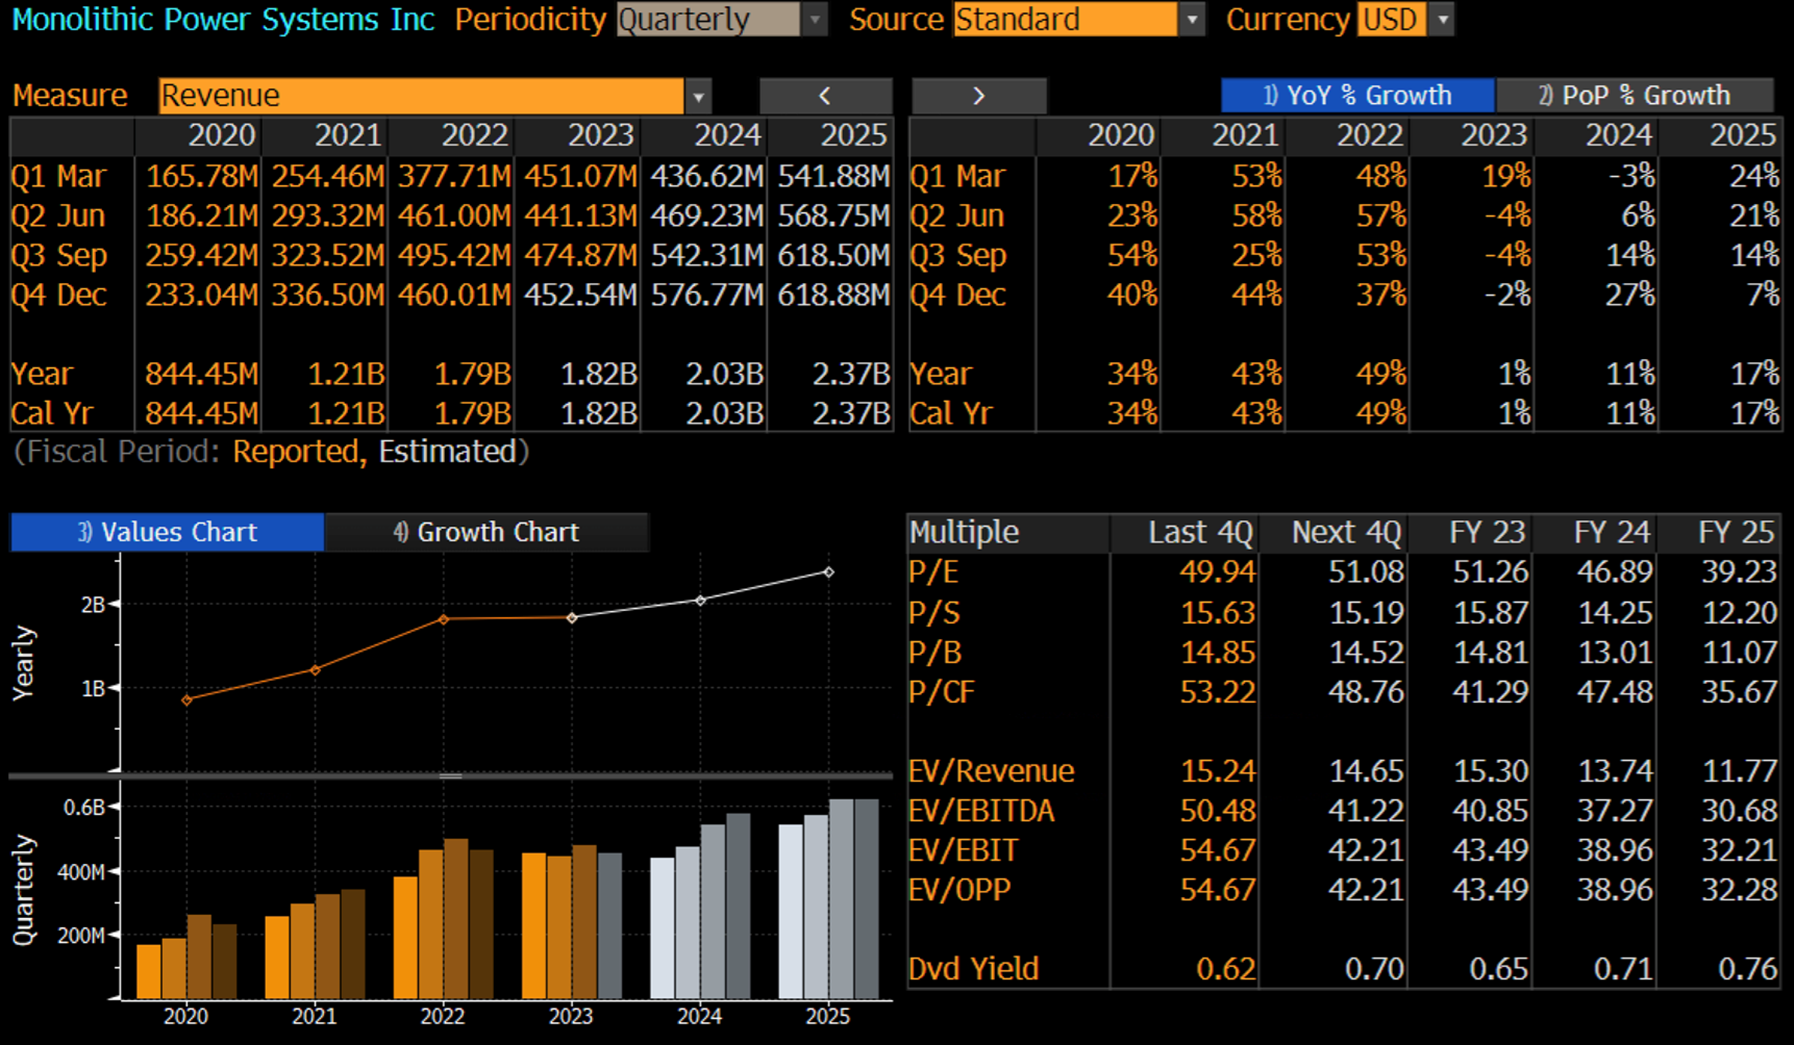 Monolithic Power Systems Inc Periodicity Quarterly Source Standard Currency USD
Measure Revenue < > 1) YoY % Growth 2) PoP % Growth
2020 2021 2022 2023 2024 2025
Q1 Mar 165.78M 254.46M 377.71M 451.07M 436.62M 541.88M
Q2 Jun 186.21M 293.32M 461.00M 441.13M 469.23M 568.75M
Q3 Sep 259.42M 323.52M 495.42M 474.87M 542.31M 618.50M
Q4 Dec 233.04M 336.50M 460.01M 452.54M 576.77M 618.88M
Year 844.45M 1.21B 1.79B 1.82B 2.03B 2.37B
Cal Yr 844.45M 1.21B 1.79B 1.82B 2.03B 2.37B
(Fiscal Period: Reported, Estimated)
2020 2021 2022 2023 2024 2025
Q1 Mar 17% 53% 48% 19% -3% 24%
Q2 Jun 23% 58% 57% -4% 6% 21%
Q3 Sep 54% 25% 53% -4% 14% 14%
Q4 Dec 40% 44% 37% -2% 27% 7%
Year 34% 43% 49% 1% 11% 17%
Cal Yr 34% 43% 49% 1% 11% 17%
3) Values Chart 4) Growth Chart
Yearly
2B
1B
Quarterly
0.6B
400M
200M
2020 2021 2022 2023 2024 2025
Multiple Last 4Q Next 4Q FY 23 FY 24 FY 25
P/E 49.94 51.08 51.26 46.89 39.23
P/S 15.63 15.19 15.87 14.25 12.20
P/B 14.85 14.52 14.81 13.01 11.07
P/CF 53.22 48.76 41.29 47.48 35.67
EV/Revenue 15.24 14.65 15.30 13.74 11.77
EV/EBITDA 50.48 41.22 40.85 37.27 30.68
EV/EBIT 54.67 42.21 43.49 38.96 32.21
EV/OPP 54.67 42.21 43.49 38.96 32.28
Dvd Yield 0.62 0.70 0.65 0.71 0.76